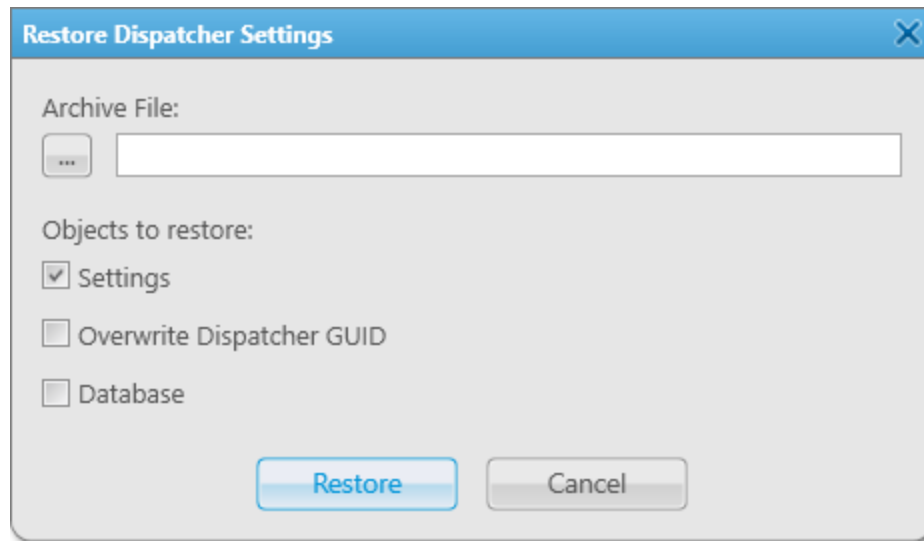 Restore Dispatcher Settings
Archive File:
...
Objects to restore:
Settings
Overwrite Dispatcher GUID
Database
Restore Cancel